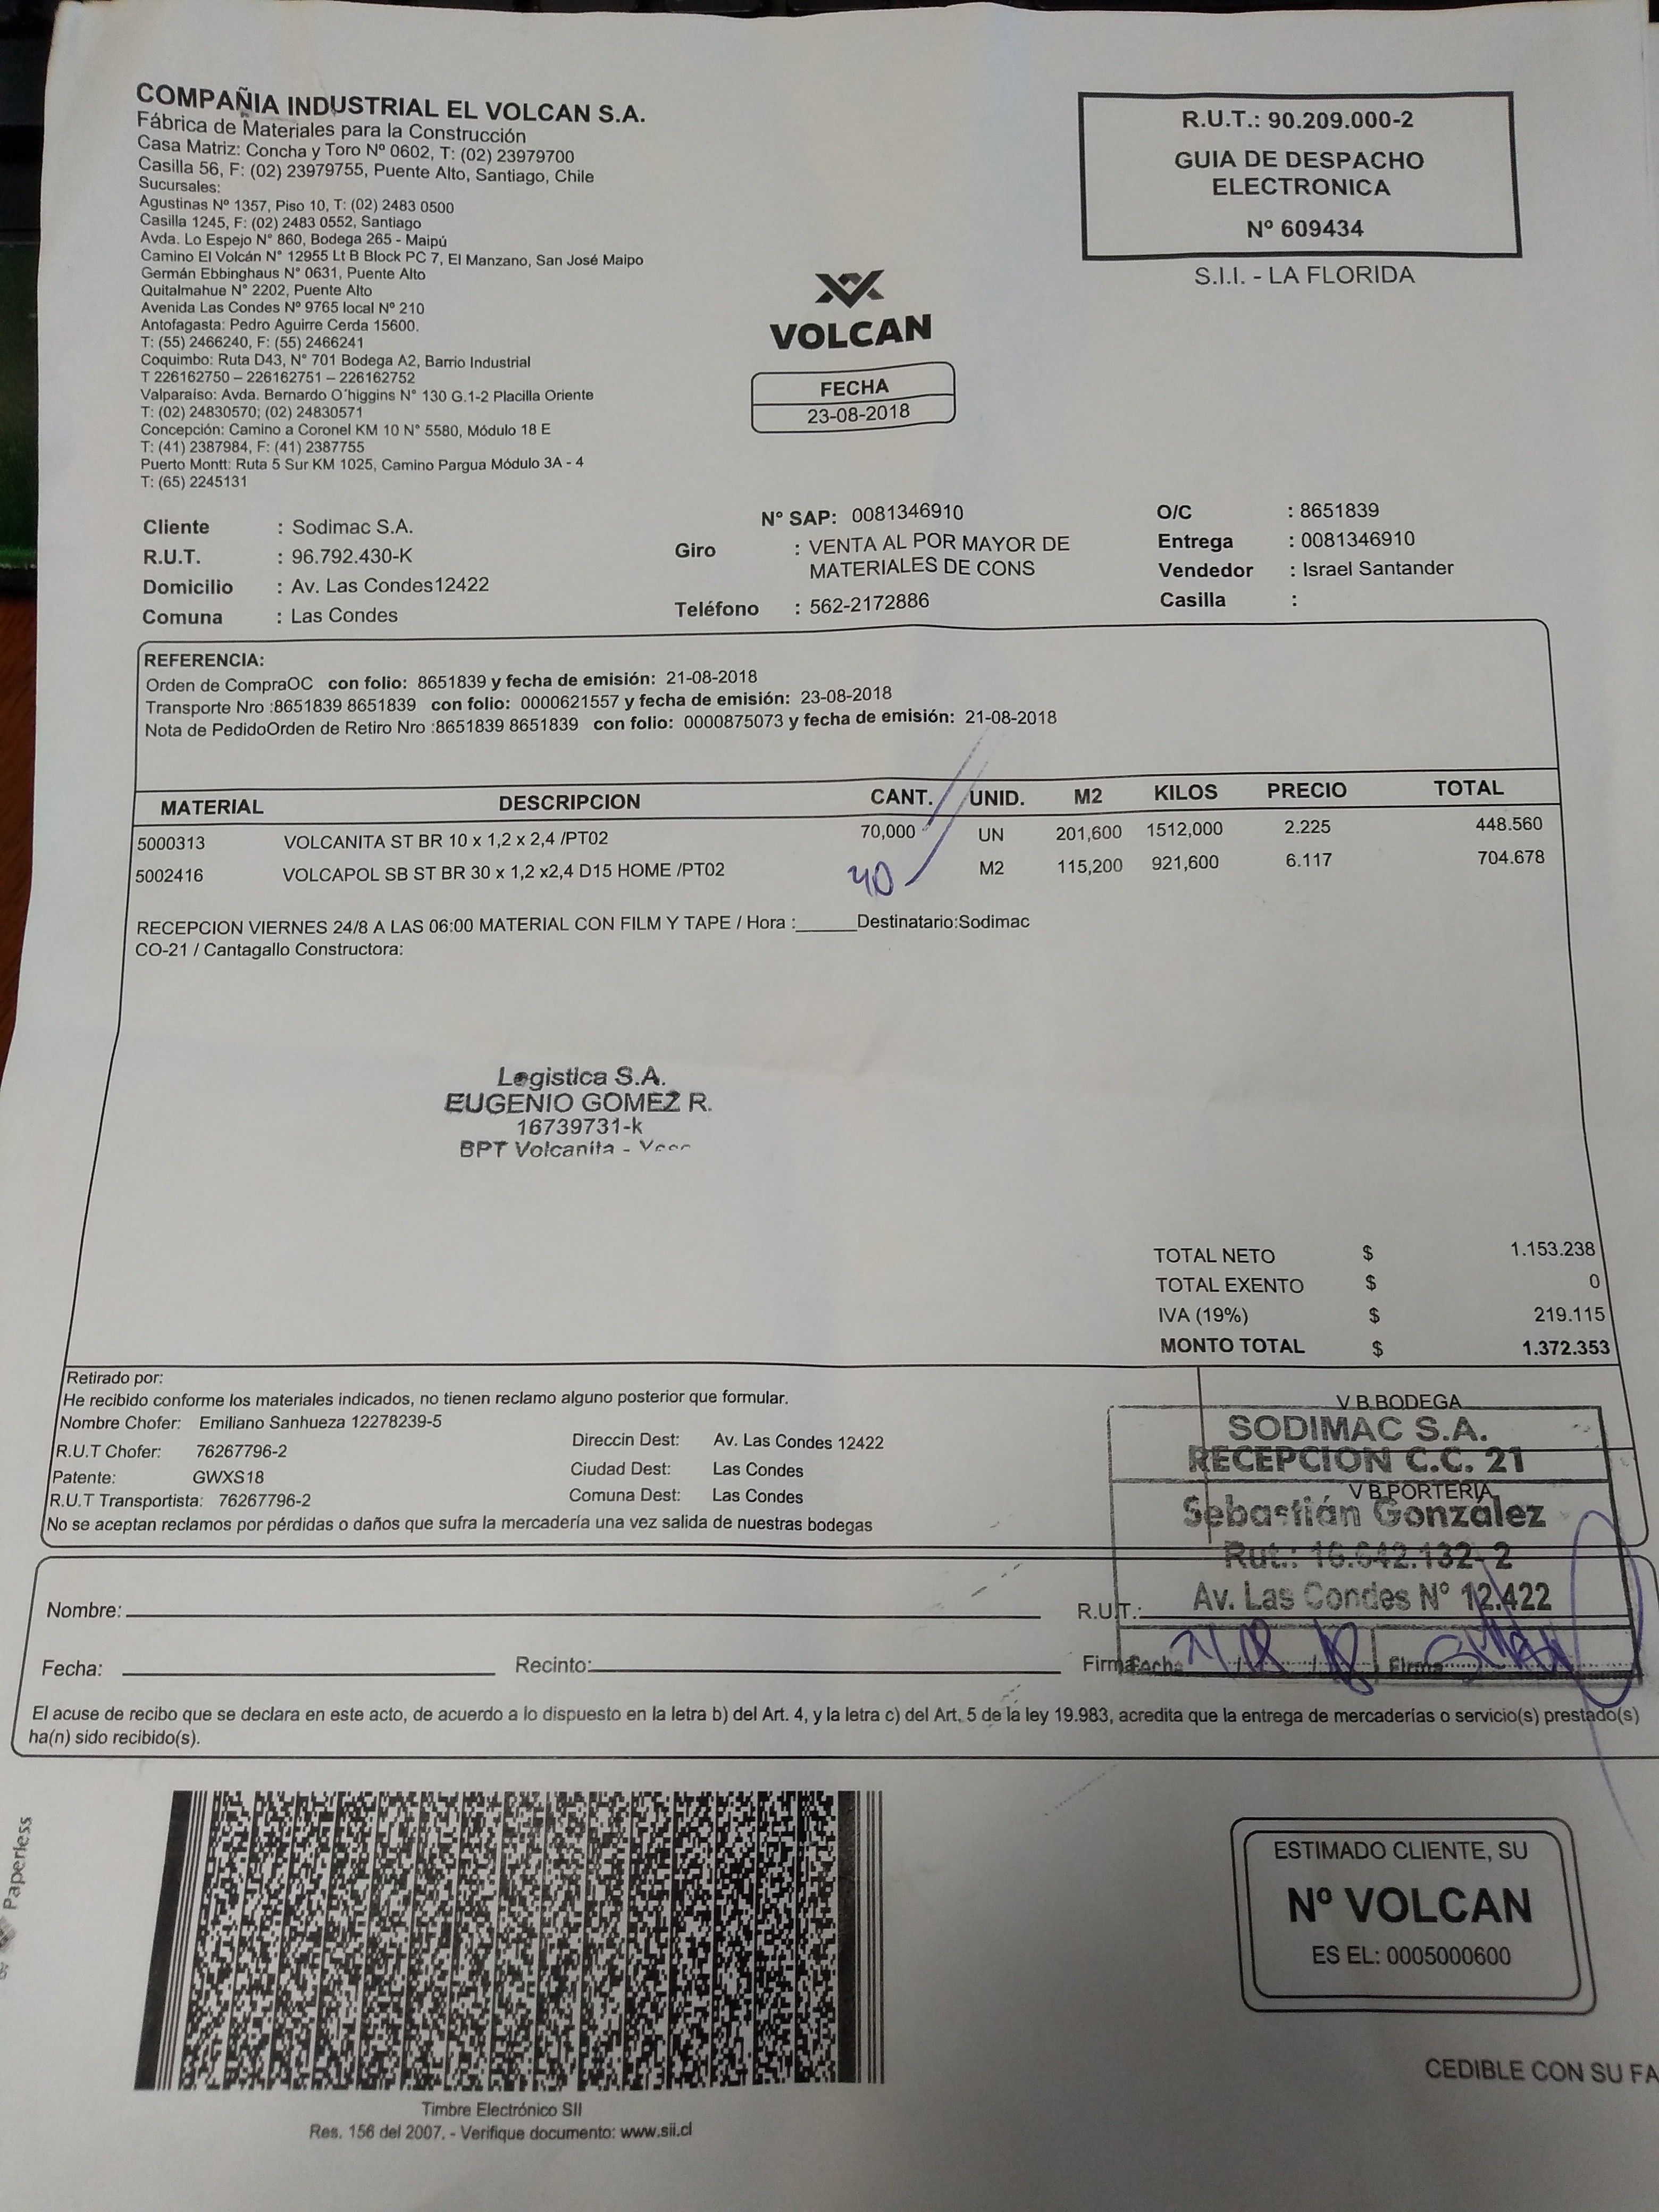 COMPAÑIA INDUSTRIAL EL VOLCAN S.A.
Fábrica de Materiales para la Construcción
Casa Matriz: Concha y Toro Nº 0602, T: (02) 23979700
Casilla 56, F: (02) 23979755, Puente Alto, Santiago, Chile
Sucursales:
Agustinas Nº 1357, Piso 10, T: (02) 2483 0500
Casilla 1245, F: (02) 2483 0552, Santiago
Avda. Lo Espejo N° 860, Bodega 265 - Maipú
Camino El Volcán N° 12955 Lt B Block PC 7, El Manzano, San José Maipo
Germán Ebbinghaus N° 0631, Puente Alto
Quitalmahue N° 2202, Puente Alto
Avenida Las Condes Nº 9765 local Nº 210
Antofagasta: Pedro Aguirre Cerda 15600.
T: (55) 2466240, F: (55) 2466241
Coquimbo: Ruta D43, N° 701 Bodega A2, Barrio Industrial
T 226162750 – 226162751 – 226162752
Valparaíso: Avda. Bernardo O´higgins N° 130 G.1-2 Placilla Oriente
T: (02) 24830570; (02) 24830571
Concepción: Camino a Coronel KM 10 N° 5580, Módulo 18 E
T: (41) 2387984, F: (41) 2387755
Puerto Montt: Ruta 5 Sur KM 1025, Camino Pargua Módulo 3A - 4
T: (65) 2245131
R.U.T.: 90.209.000-2
GUIA DE DESPACHO
ELECTRONICA
Nº 609434
S.I.I. - LA FLORIDA
VOLCAN
FECHA
23-08-2018
Cliente : Sodimac S.A.
R.U.T. : 96.792.430-K
Domicilio : Av. Las Condes12422
Comuna : Las Condes
Nº SAP: 0081346910
Giro : VENTA AL POR MAYOR DE
MATERIALES DE CONS
Teléfono : 562-2172886
O/C : 8651839
Entrega : 0081346910
Vendedor : Israel Santander
Casilla :
REFERENCIA:
Orden de CompraOC con folio: 8651839 y fecha de emisión: 21-08-2018
Transporte Nro :8651839 8651839 con folio: 0000621557 y fecha de emisión: 23-08-2018
Nota de PedidoOrden de Retiro Nro :8651839 8651839 con folio: 0000875073 y fecha de emisión: 21-08-2018
MATERIAL DESCRIPCION CANT. UNID. M2 KILOS PRECIO TOTAL
5000313 VOLCANITA ST BR 10 x 1,2 x 2,4 /PT02 70,000 UN 201,600 1512,000 2.225 448.560
5002416 VOLCAPOL SB ST BR 30 x 1,2 x2,4 D15 HOME /PT02 40 M2 115,200 921,600 6.117 704.678
RECEPCION VIERNES 24/8 A LAS 06:00 MATERIAL CON FILM Y TAPE / Hora :______Destinatario:Sodimac
CO-21 / Cantagallo Constructora:
Logistica S.A.
EUGENIO GOMEZ R.
16739731-k
BPT Volcanita -
TOTAL NETO $ 1.153.238
TOTAL EXENTO $ 0
IVA (19%) $ 219.115
MONTO TOTAL $ 1.372.353
Retirado por:
He recibido conforme los materiales indicados, no tienen reclamo alguno posterior que formular.
Nombre Chofer: Emiliano Sanhueza 12278239-5
R.U.T Chofer: 76267796-2
Patente: GWXS18
R.U.T Transportista: 76267796-2
Direccin Dest: Av. Las Condes 12422
Ciudad Dest: Las Condes
Comuna Dest: Las Condes
No se aceptan reclamos por pérdidas o daños que sufra la mercadería una vez salida de nuestras bodegas
V B BODEGA
SODIMAC S.A.
RECEPCION C.C. 21
V B PORTERIA
Sebastián González
Rut.: 16.642.132-2
Av. Las Condes N° 12.422
Fecha Firma
Nombre: R.U.T.:
Fecha: Recinto: Firma
El acuse de recibo que se declara en este acto, de acuerdo a lo dispuesto en la letra b) del Art. 4, y la letra c) del Art. 5 de la ley 19.983, acredita que la entrega de mercaderías o servicio(s) prestado(s)
ha(n) sido recibido(s).
Paperless
Timbre Electrónico SII
Res. 156 del 2007. - Verifique documento: www.sii.cl
ESTIMADO CLIENTE, SU
Nº VOLCAN
ES EL: 0005000600
CEDIBLE CON SU FA